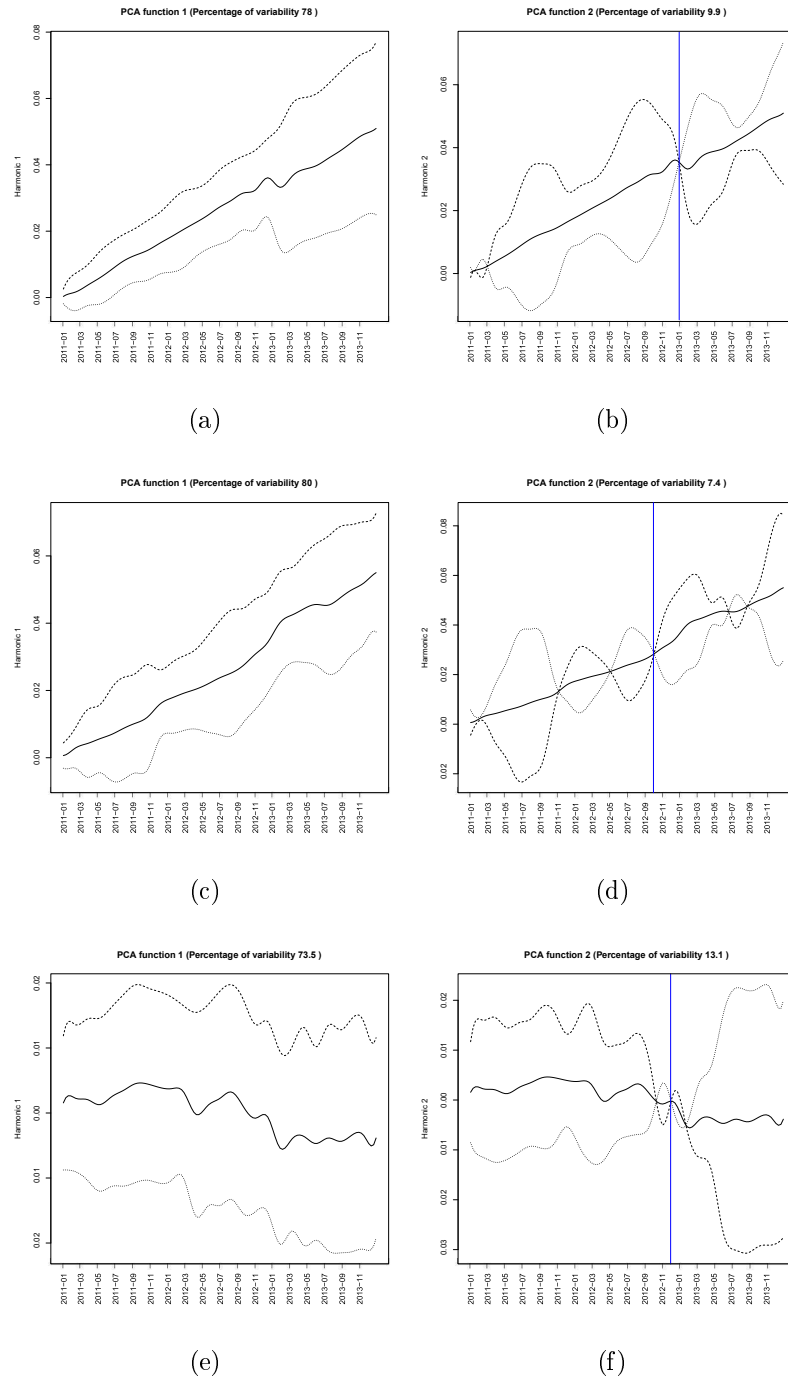 PCA function 1 (Percentage of variability 78 )
Harmonic 1
0.00 0.02 0.04 0.06 0.08
2011−01 2011−03 2011−05 2011−07 2011−09 2011−11 2012−01 2012−03 2012−05 2012−07 2012−09 2012−11 2013−01 2013−03 2013−05 2013−07 2013−09 2013−11
(a)
PCA function 2 (Percentage of variability 9.9 )
Harmonic 2
0.00 0.02 0.04 0.06
2011−01 2011−03 2011−05 2011−07 2011−09 2011−11 2012−01 2012−03 2012−05 2012−07 2012−09 2012−11 2013−01 2013−03 2013−05 2013−07 2013−09 2013−11
(b)
PCA function 1 (Percentage of variability 80 )
Harmonic 1
0.00 0.02 0.04 0.06
2011−01 2011−03 2011−05 2011−07 2011−09 2011−11 2012−01 2012−03 2012−05 2012−07 2012−09 2012−11 2013−01 2013−03 2013−05 2013−07 2013−09 2013−11
(c)
PCA function 2 (Percentage of variability 7.4 )
Harmonic 2
0.02 0.00 0.02 0.04 0.06 0.08
2011−01 2011−03 2011−05 2011−07 2011−09 2011−11 2012−01 2012−03 2012−05 2012−07 2012−09 2012−11 2013−01 2013−03 2013−05 2013−07 2013−09 2013−11
(d)
PCA function 1 (Percentage of variability 73.5 )
Harmonic 1
0.02 0.01 0.00 0.01 0.02
2011−01 2011−03 2011−05 2011−07 2011−09 2011−11 2012−01 2012−03 2012−05 2012−07 2012−09 2012−11 2013−01 2013−03 2013−05 2013−07 2013−09 2013−11
(e)
PCA function 2 (Percentage of variability 13.1 )
Harmonic 2
0.03 0.02 0.01 0.00 0.01 0.02
2011−01 2011−03 2011−05 2011−07 2011−09 2011−11 2012−01 2012−03 2012−05 2012−07 2012−09 2012−11 2013−01 2013−03 2013−05 2013−07 2013−09 2013−11
(f)